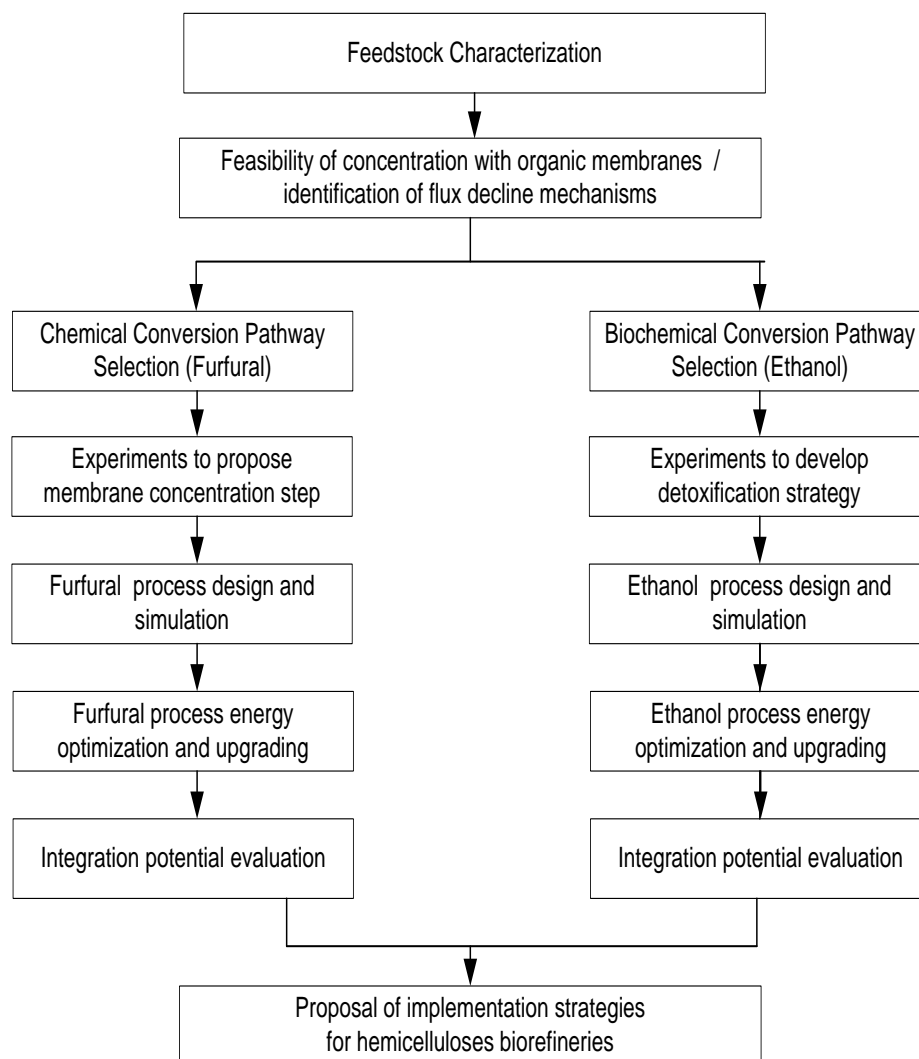 Feedstock Characterization
Feasibility of concentration with organic membranes /
identification of flux decline mechanisms
Chemical Conversion Pathway
Selection (Furfural)
Biochemical Conversion Pathway
Selection (Ethanol)
Experiments to propose
membrane concentration step
Experiments to develop
detoxification strategy
Furfural process design and
simulation
Ethanol process design and
simulation
Furfural process energy
optimization and upgrading
Ethanol process energy
optimization and upgrading
Integration potential evaluation
Integration potential evaluation
Proposal of implementation strategies
for hemicelluloses biorefineries